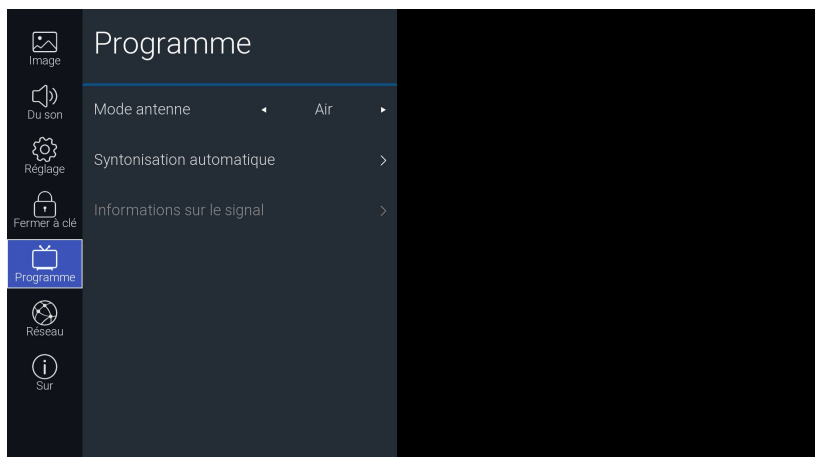 Image
Du son
Réglage
Fermer à clé
Programme
Réseau
Sur
Programme
Mode antenne Air
Syntonisation automatique
Informations sur le signal